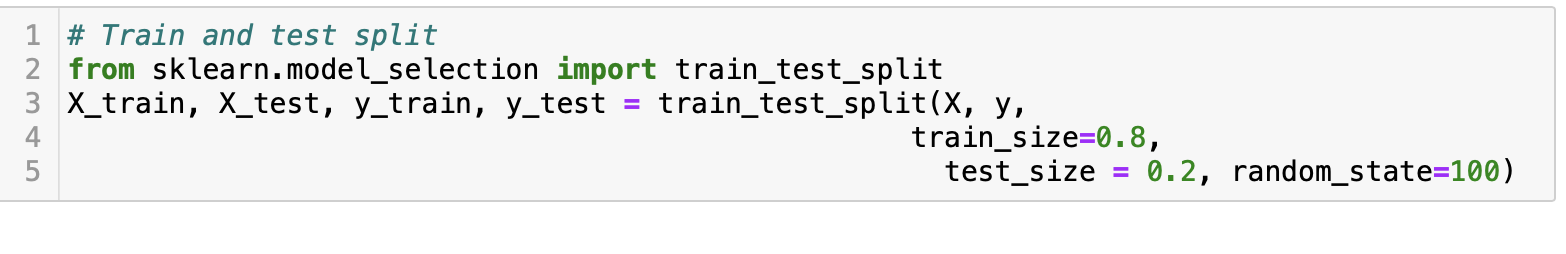 1 # Train and test split
2 from sklearn.model_selection import train_test_split
3 X_train, X_test, y_train, y_test = train_test_split(X, y,
4 train_size=0.8,
5 test_size = 0.2, random_state=100)